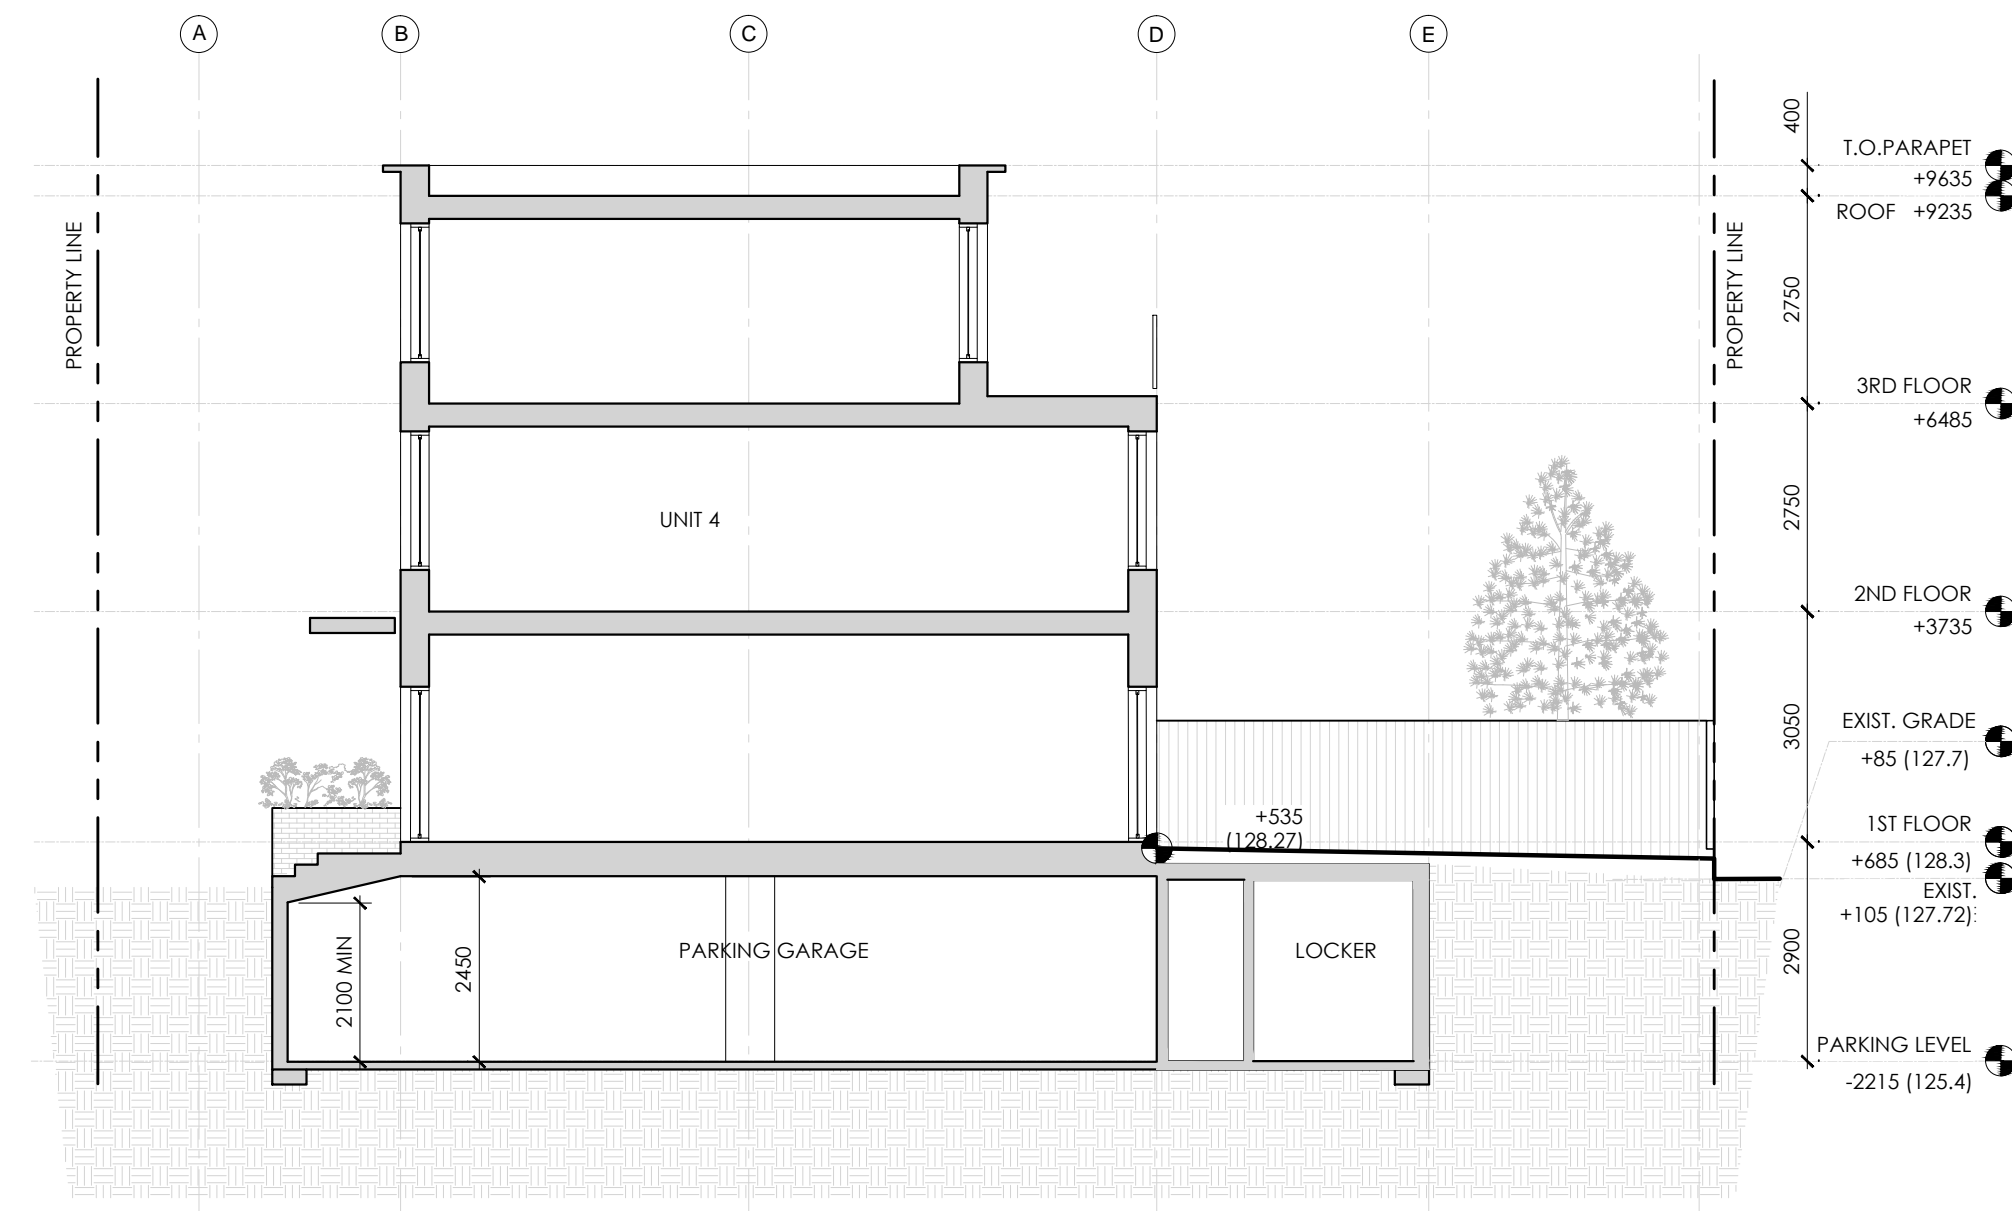 A
B
C
D
E
400
T.O.PARAPET
+9635
ROOF +9235
PROPERTY LINE
PROPERTY LINE
2750
3RD FLOOR
+6485
2750
UNIT 4
2ND FLOOR
+3735
3050
EXIST. GRADE
+85 (127.7)
+535
(128.27)
1ST FLOOR
+685 (128.3)
EXIST.
+105 (127.72)
2100 MIN
2450
PARKING GARAGE
LOCKER
2900
PARKING LEVEL
-2215 (125.4)